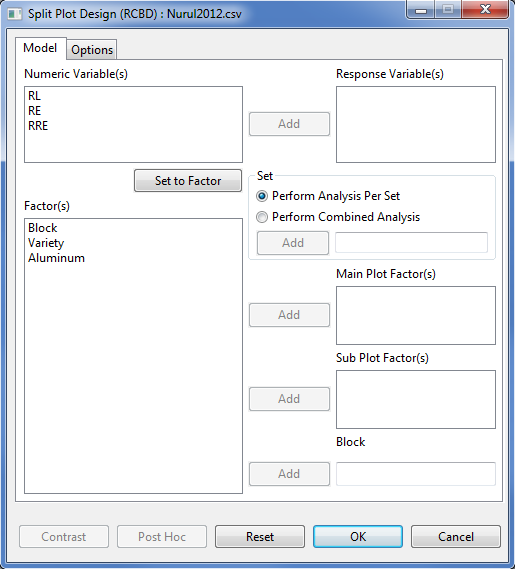 Split Plot Design (RCBD) : Nurul2012.csv
Model
Options
Numeric Variable(s)
RL
RE
RRE
Add
Response Variable(s)
Set to Factor
Set
Perform Analysis Per Set
Perform Combined Analysis
Add
Factor(s)
Block
Variety
Aluminum
Main Plot Factor(s)
Add
Sub Plot Factor(s)
Add
Block
Add
Contrast
Post Hoc
Reset
OK
Cancel